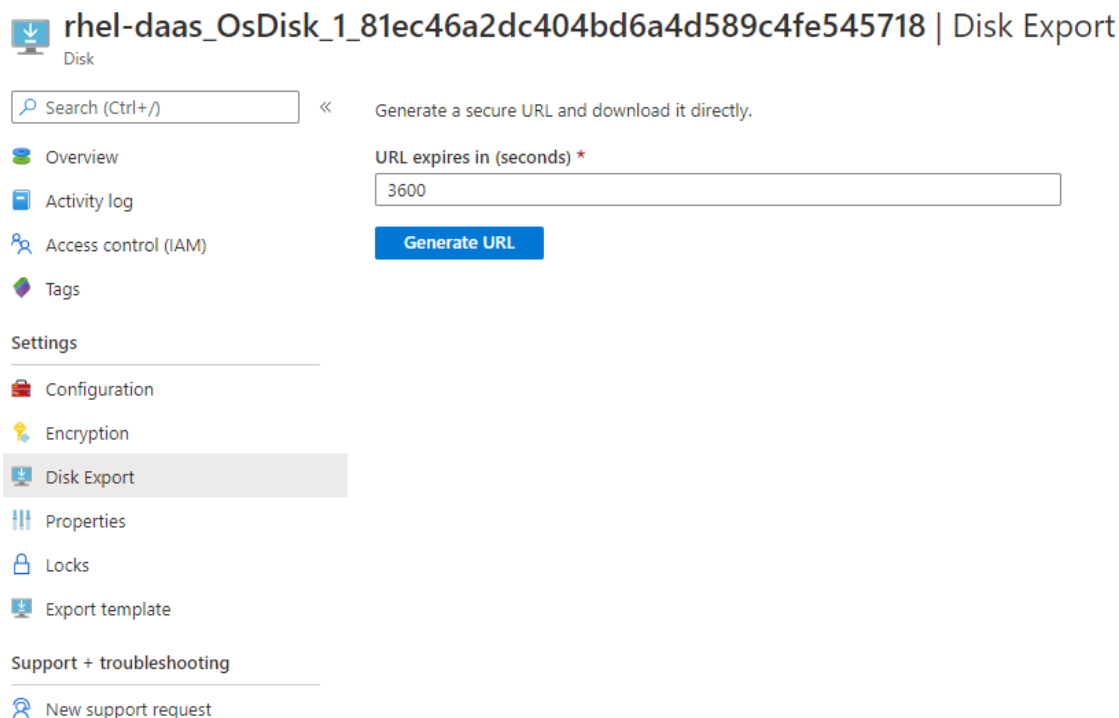 rhel-daas_OsDisk_1_81ec46a2dc404bd6a4d589c4fe545718 | Disk Export
Disk
Search (Ctrl+/)
«
Overview
Activity log
Access control (IAM)
Tags
Settings
Configuration
Encryption
Disk Export
Properties
Locks
Export template
Support + troubleshooting
New support request
Generate a secure URL and download it directly.
URL expires in (seconds) *
3600
Generate URL